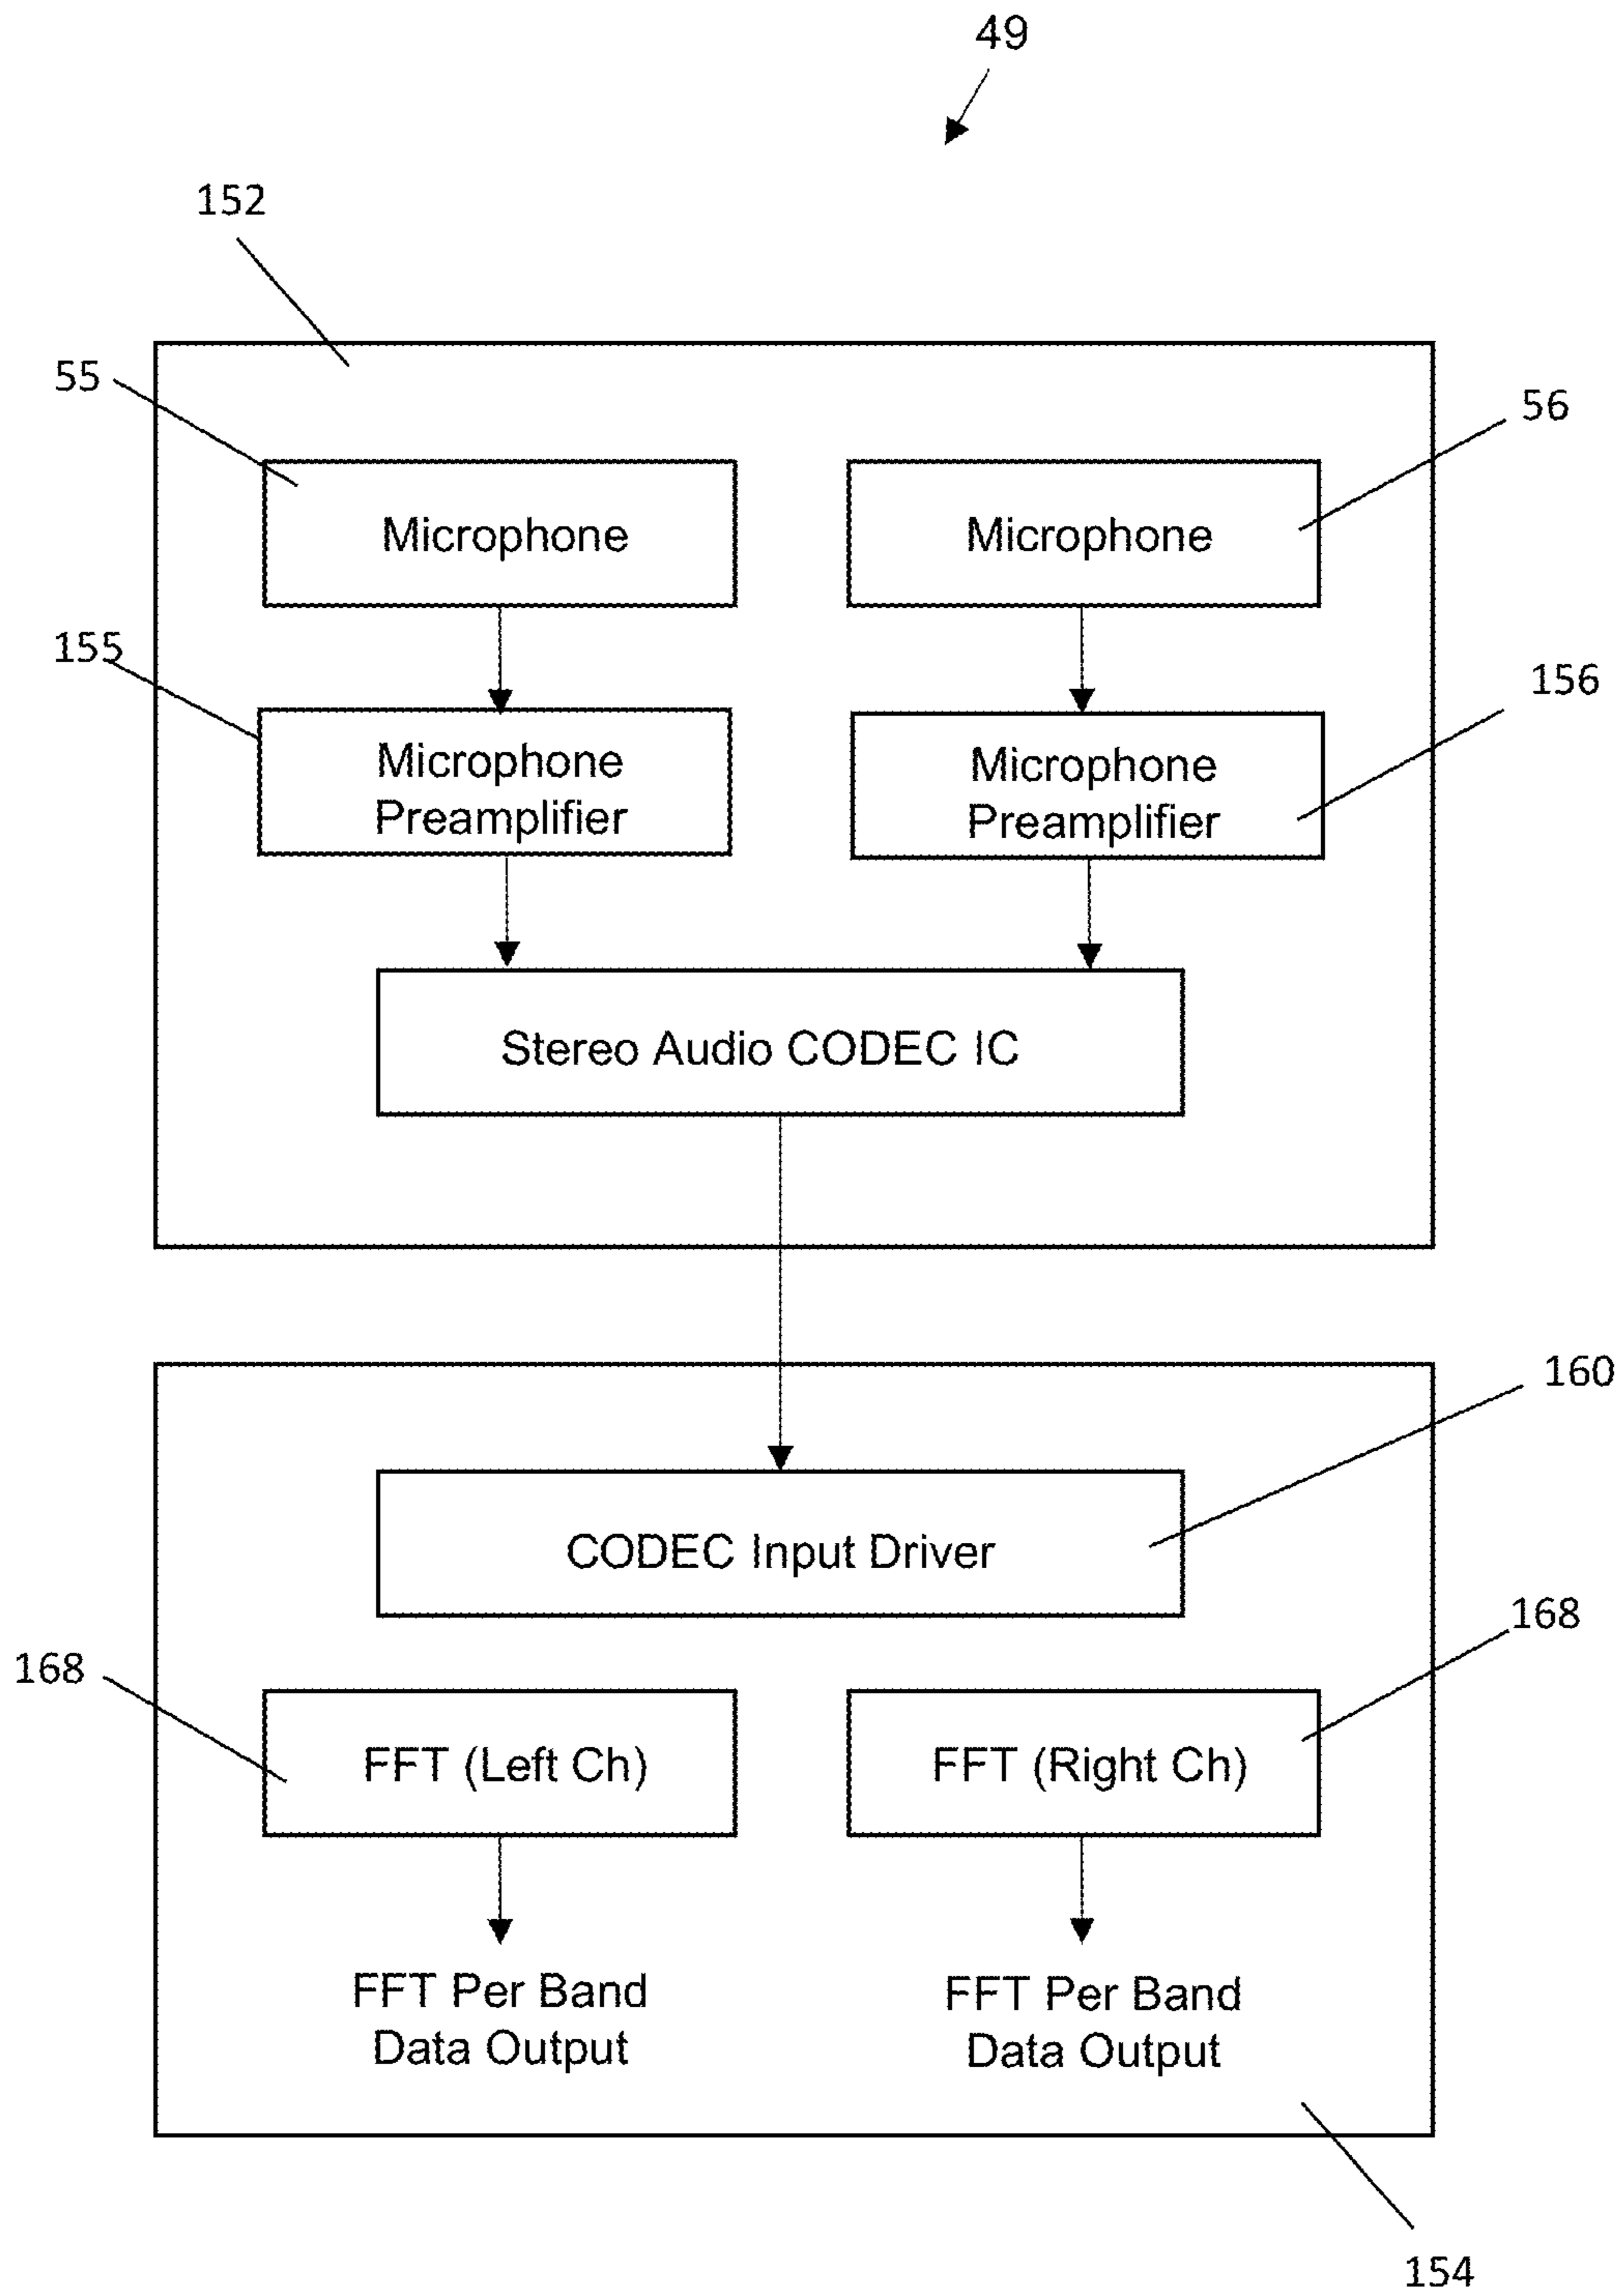 49
152
55
56
Microphone
Microphone
155
156
Microphone
Preamplifier
Microphone
Preamplifier
Stereo Audio CODEC IC
160
CODEC Input Driver
168
168
FFT (Left Ch)
FFT (Right Ch)
FFT Per Band
Data Output
FFT Per Band
Data Output
154